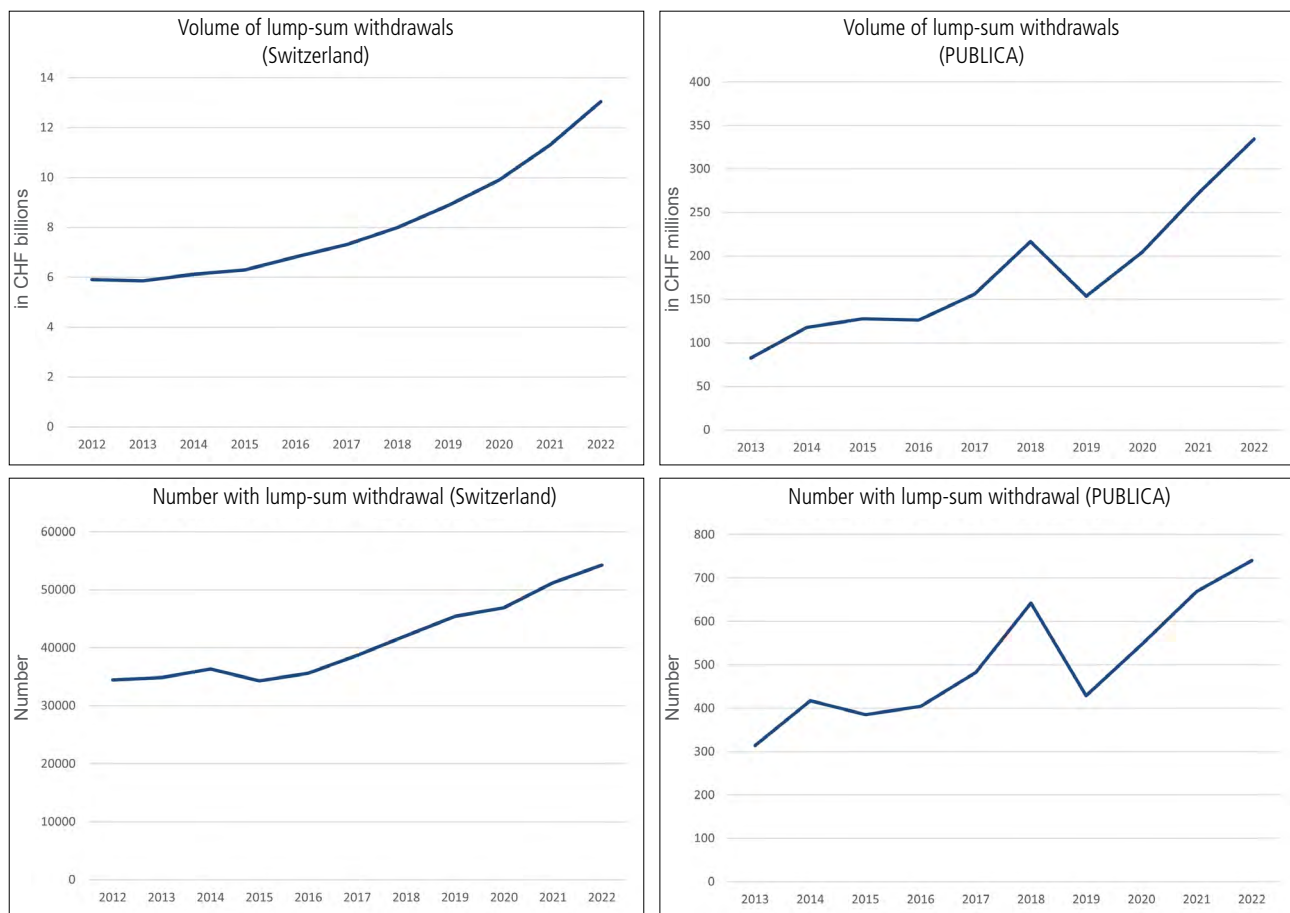 Volume of lump-sum withdrawals
(Switzerland)
in CHF billions
14
12
10
8
6
4
2
0
2012 2013 2014 2015 2016 2017 2018 2019 2020 2021 2022
Volume of lump-sum withdrawals
(PUBLICA)
in CHF millions
400
350
300
250
200
150
100
50
0
2013 2014 2015 2016 2017 2018 2019 2020 2021 2022
Number with lump-sum withdrawal (Switzerland)
Number
60000
50000
40000
30000
20000
10000
0
2012 2013 2014 2015 2016 2017 2018 2019 2020 2021 2022
Number with lump-sum withdrawal (PUBLICA)
Number
800
700
600
500
400
300
200
100
0
2013 2014 2015 2016 2017 2018 2019 2020 2021 2022